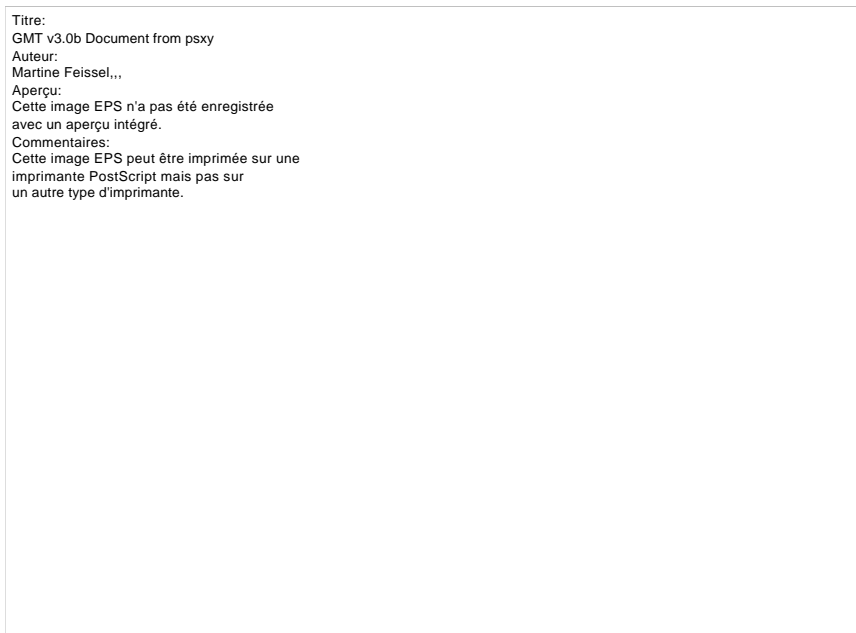 Titre:
GMT v3.0b Document from psxy
Auteur:
Martine Feissel,,,
Aperçu:
Cette image EPS n'a pas été enregistrée
avec un aperçu intégré.
Commentaires:
Cette image EPS peut être imprimée sur une
imprimante PostScript mais pas sur
un autre type d'imprimante.